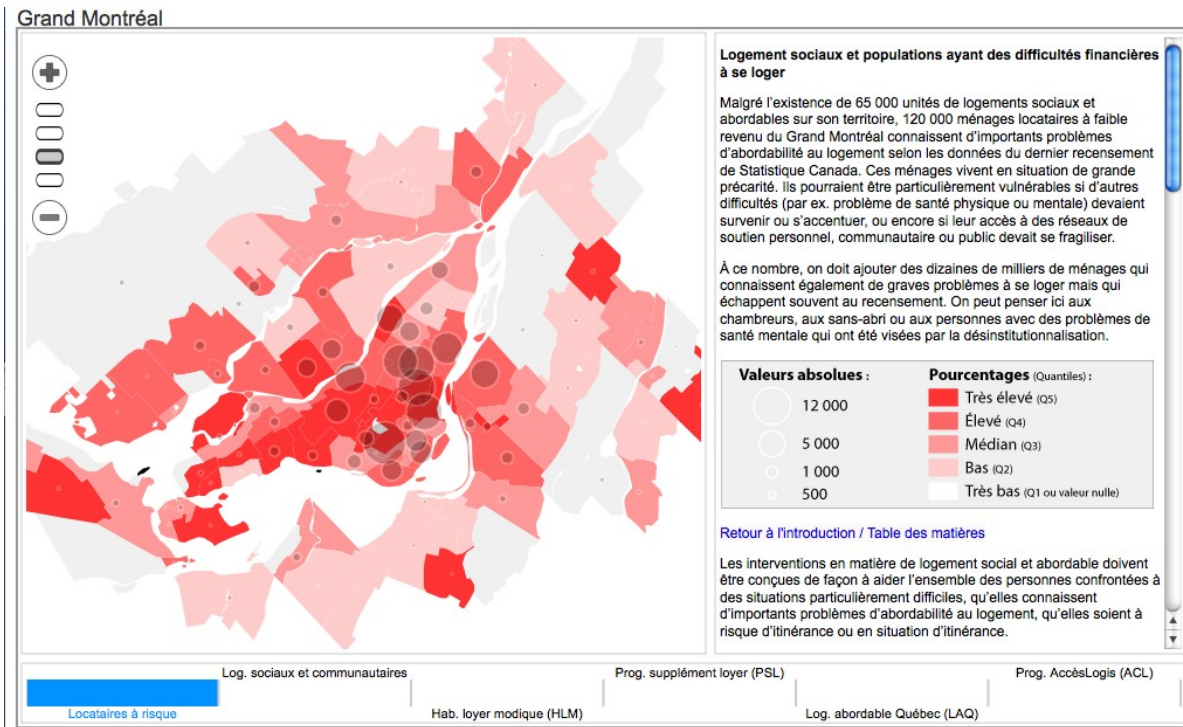 Grand Montréal
Logement sociaux et populations ayant des difficultés financières
à se loger
Malgré l'existence de 65 000 unités de logements sociaux et
abordables sur son territoire, 120 000 ménages locataires à faible
revenu du Grand Montréal connaissent d'importants problèmes
d'abordabilité au logement selon les données du dernier recensement
de Statistique Canada. Ces ménages vivent en situation de grande
précarité. Ils pourraient être particulièrement vulnérables si d'autres
difficultés (par ex. problème de santé physique ou mentale) devaient
survenir ou s'accentuer, ou encore si leur accès à des réseaux de
soutien personnel, communautaire ou public devait se fragiliser.
À ce nombre, on doit ajouter des dizaines de milliers de ménages qui
connaissent également de graves problèmes à se loger mais qui
échappent souvent au recensement. On peut penser ici aux
chambreurs, aux sans-abri ou aux personnes avec des problèmes de
santé mentale qui ont été visées par la désinstitutionnalisation.
Valeurs absolues :
12 000
5 000
1 000
500
Pourcentages (Quantiles) :
Très élevé (Q5)
Élevé (Q4)
Médian (Q3)
Bas (Q2)
Très bas (Q1 ou valeur nulle)
Retour à l'introduction / Table des matières
Les interventions en matière de logement social et abordable doivent
être conçues de façon à aider l'ensemble des personnes confrontées à
des situations particulièrement difficiles, qu'elles connaissent
d'importants problèmes d'abordabilité au logement, qu'elles soient à
risque d'itinérance ou en situation d'itinérance.
Log. sociaux et communautaires
Prog. supplément loyer (PSL)
Prog. AccèsLogis (ACL)
Locataires à risque
Hab. loyer modique (HLM)
Log. abordable Québec (LAQ)